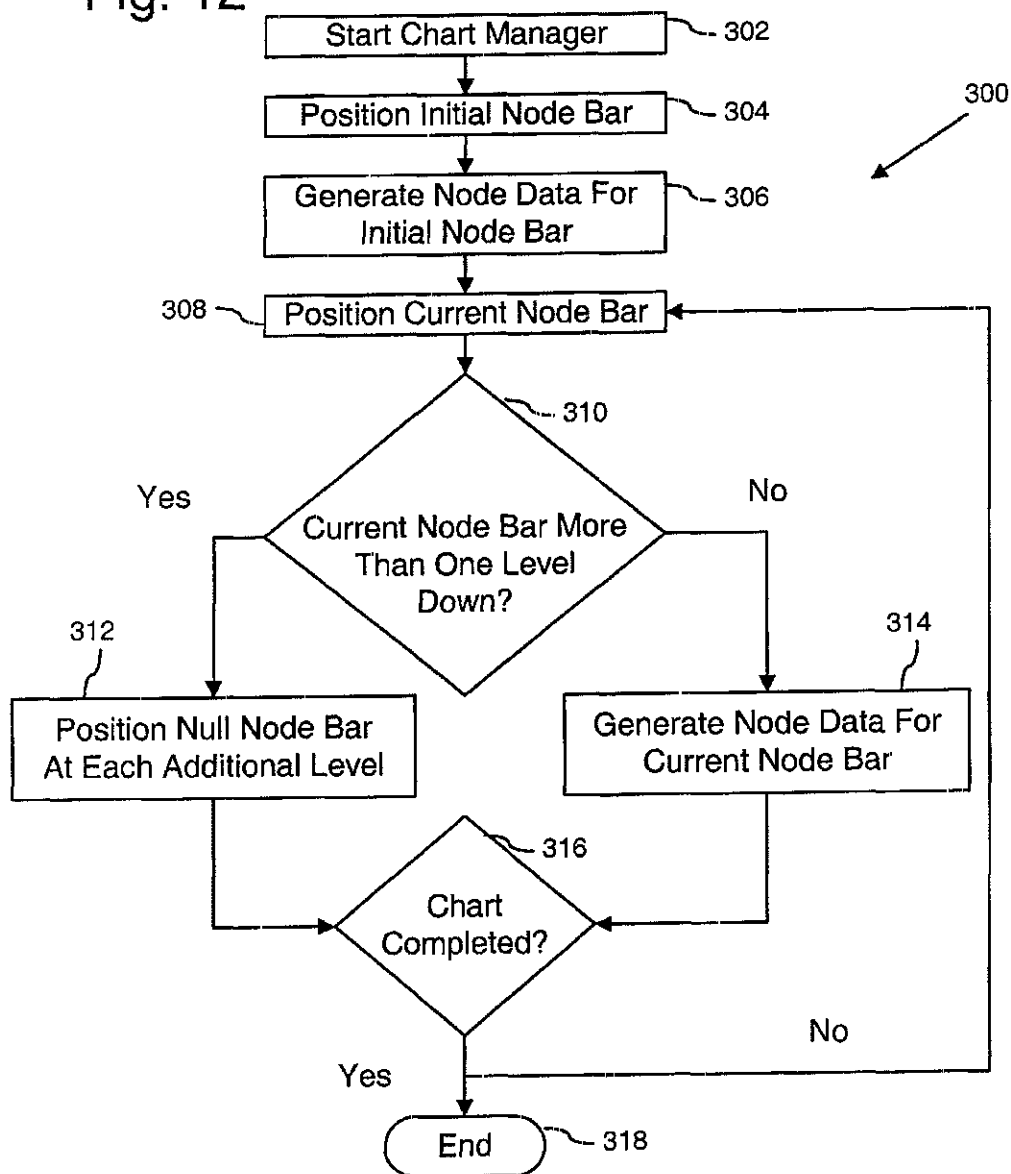 Fig. 12
Start Chart Manager
302
Position Initial Node Bar
304
300
Generate Node Data For
Initial Node Bar
306
308
Position Current Node Bar
310
Yes
No
Current Node Bar More
Than One Level
Down?
312
314
Position Null Node Bar
At Each Additional Level
Generate Node Data For
Current Node Bar
316
Chart
Completed?
No
Yes
End
318